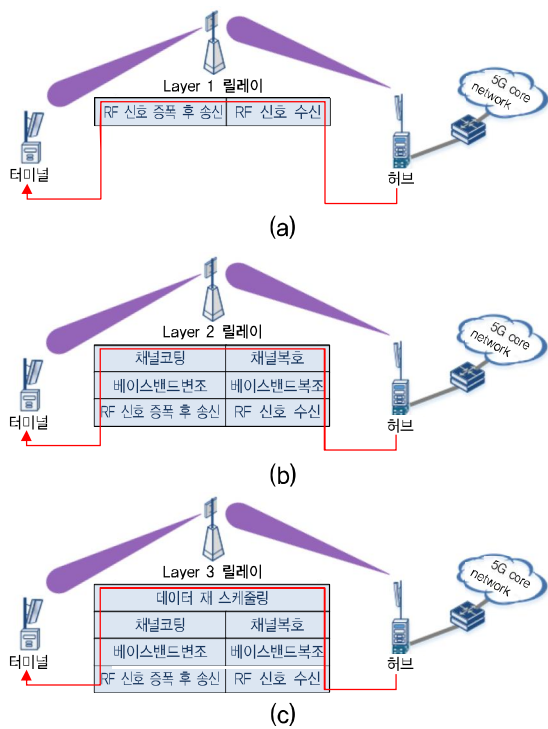 5G core
network
Layer 1 릴레이
RF 신호 증폭 후 송신 RF 신호 수신
터미널
허브
(a)
5G core
network
Layer 2 릴레이
채널코팅 채널복호
베이스밴드변조 베이스밴드복조
RF 신호 증폭 후 송신 RF 신호 수신
터미널
허브
(b)
5G core
network
Layer 3 릴레이
데이터 재 스케줄링
채널코팅 채널복호
베이스밴드변조 베이스밴드복조
RF 신호 증폭 후 송신 RF 신호 수신
터미널
허브
(c)